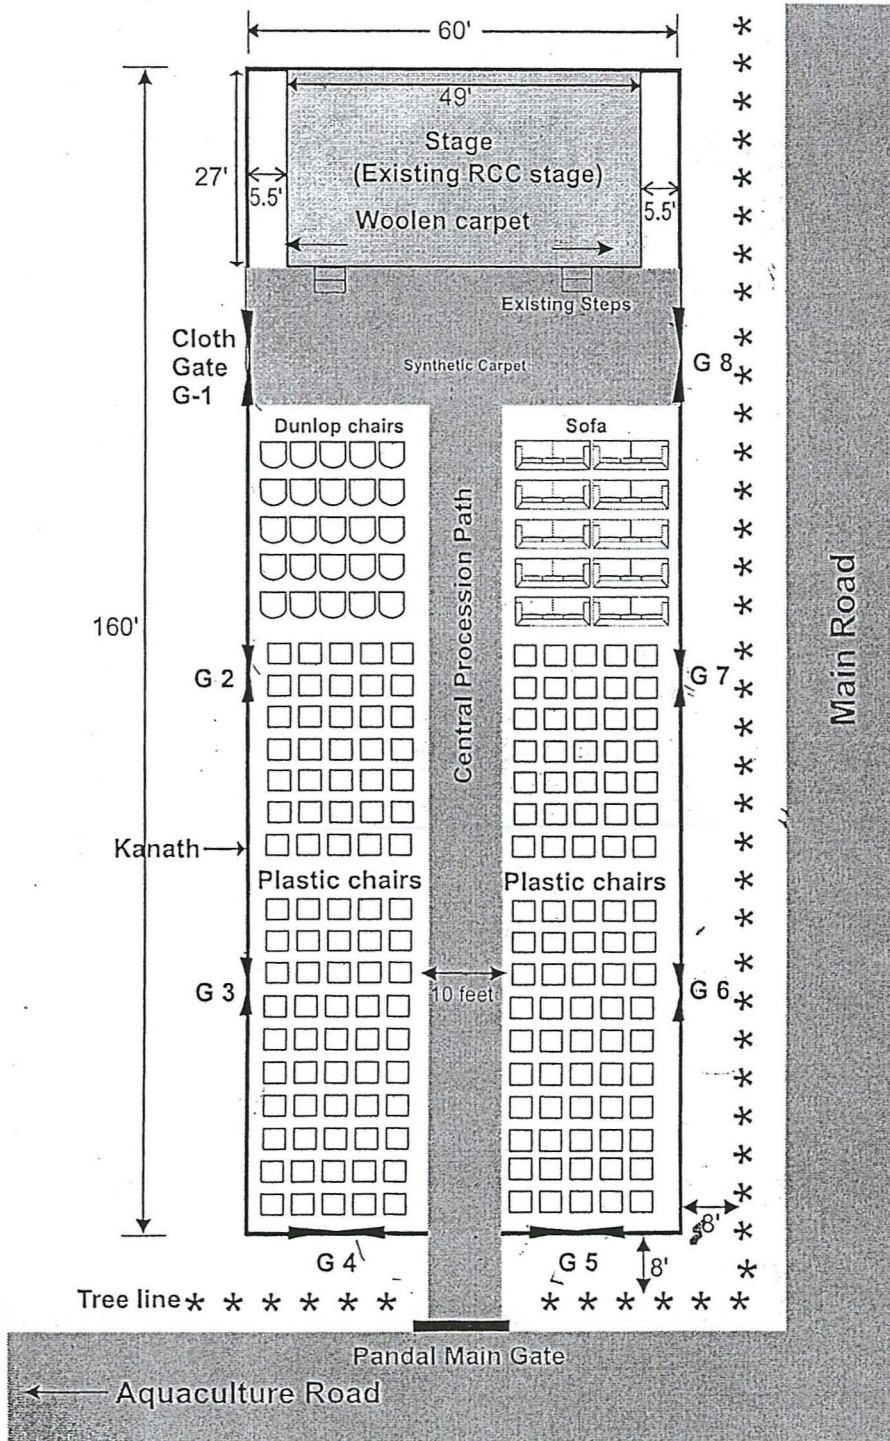 60'
49'
Stage
(Existing RCC stage)
27'
5.5'
5.5'
Woolen carpet
Existing Steps
Cloth
Gate
G-1
Synthetic Carpet
G 8
Dunlop chairs
Sofa
Central Procession Path
Main Road
160'
G 2
G 7
Kanath
Plastic chairs
Plastic chairs
G 3
10 feet
G 6
8'
G 4
G 5
8'
Tree line
Pandal Main Gate
Aquaculture Road